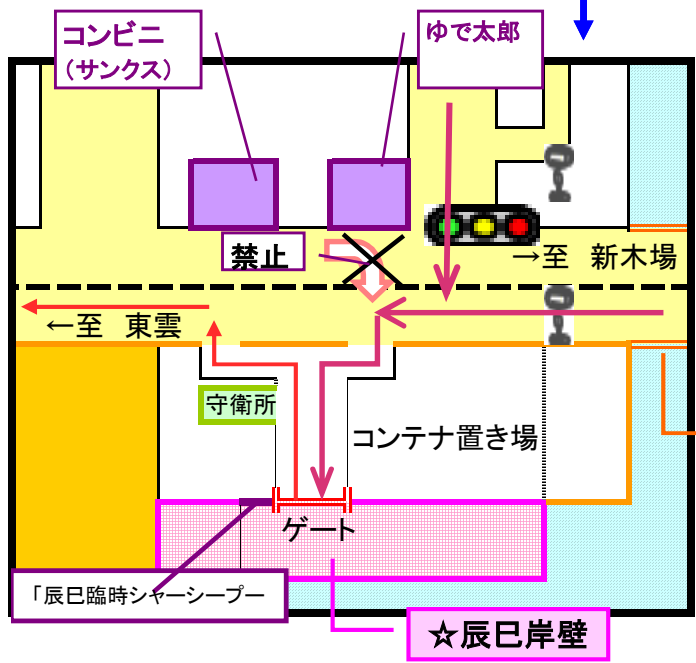 コンビニ
（サンクス）
ゆで太郎
禁止
→至 新木場
←至 東雲
守衛所
コンテナ置き場
ゲート
「辰巳臨時シャーシープー
☆辰巳岸壁